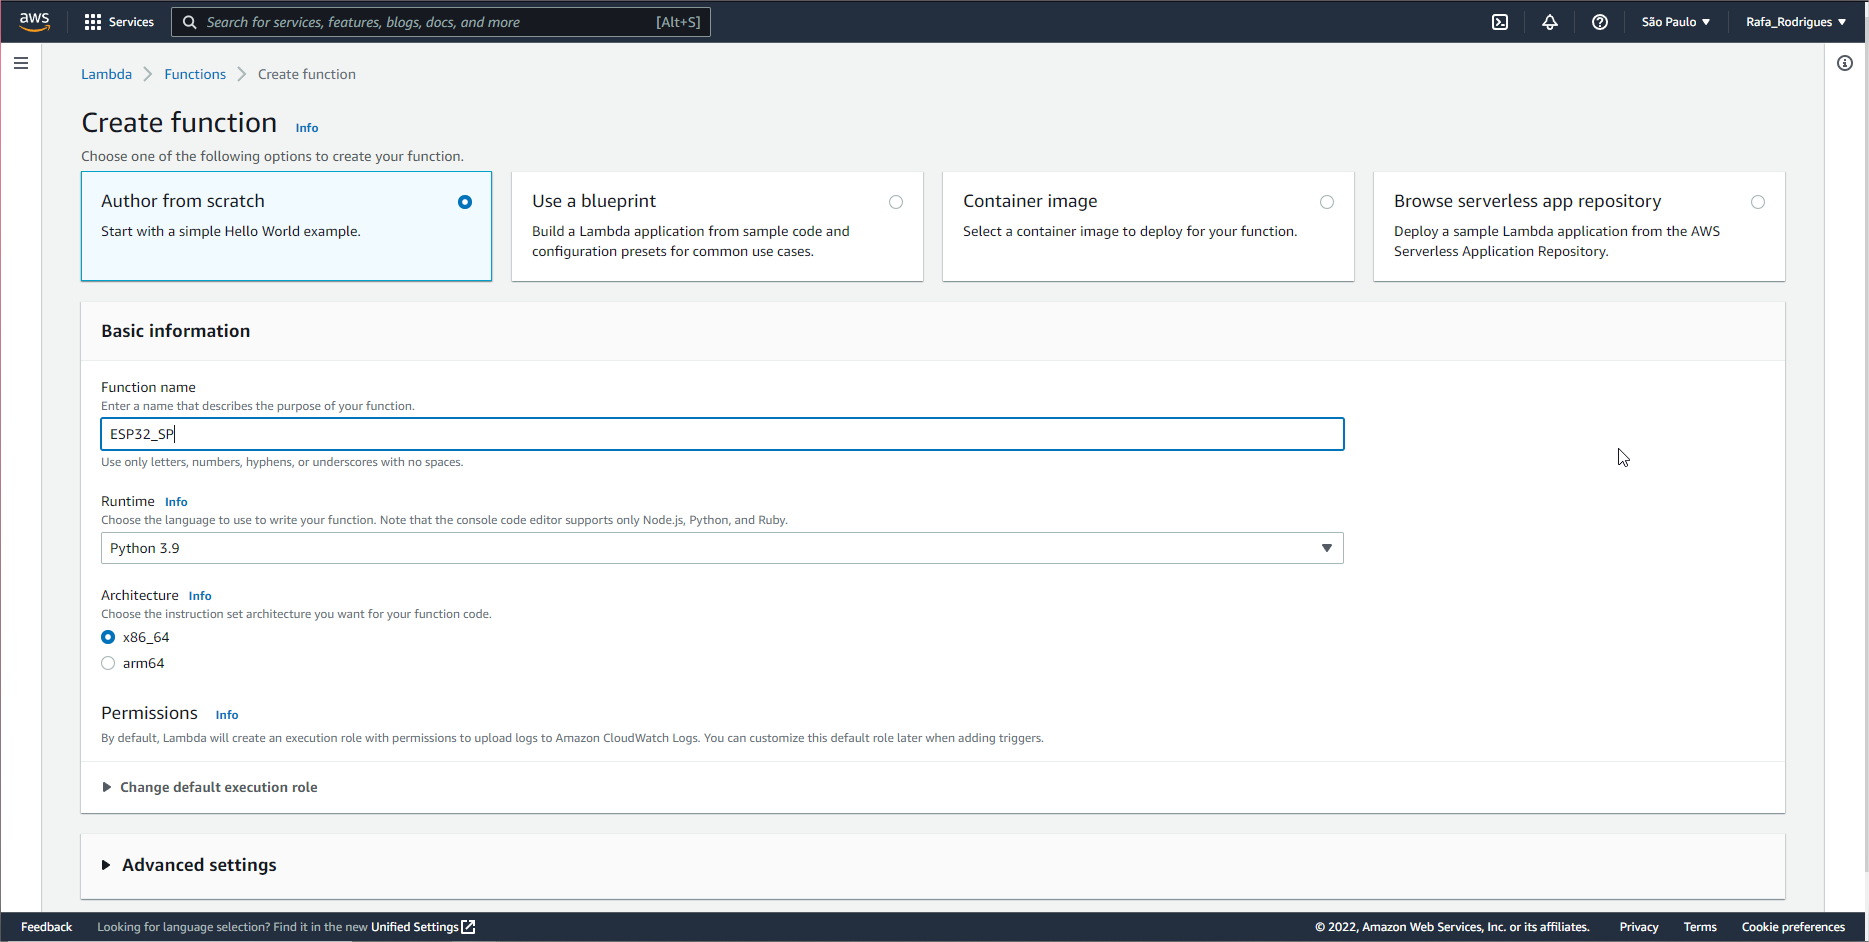 aws Services Search for services, features, blogs, docs, and more [Alt+S] São Paulo Rafa_Rodrigues
Lambda Functions Create function
Create function Info
Choose one of the following options to create your function.
Author from scratch
Start with a simple Hello World example.
Use a blueprint
Build a Lambda application from sample code and
configuration presets for common use cases.
Container image
Select a container image to deploy for your function.
Browse serverless app repository
Deploy a sample Lambda application from the AWS
Serverless Application Repository.
Basic information
Function name
Enter a name that describes the purpose of your function.
ESP32_SP
Use only letters, numbers, hyphens, or underscores with no spaces.
Runtime Info
Choose the language to use to write your function. Note that the console code editor supports only Node.js, Python, and Ruby.
Python 3.9
Architecture Info
Choose the instruction set architecture you want for your function code.
x86_64
arm64
Permissions Info
By default, Lambda will create an execution role with permissions to upload logs to Amazon CloudWatch Logs. You can customize this default role later when adding triggers.
Change default execution role
Advanced settings
Feedback Looking for language selection? Find it in the new Unified Settings © 2022, Amazon Web Services, Inc. or its affiliates. Privacy Terms Cookie preferences